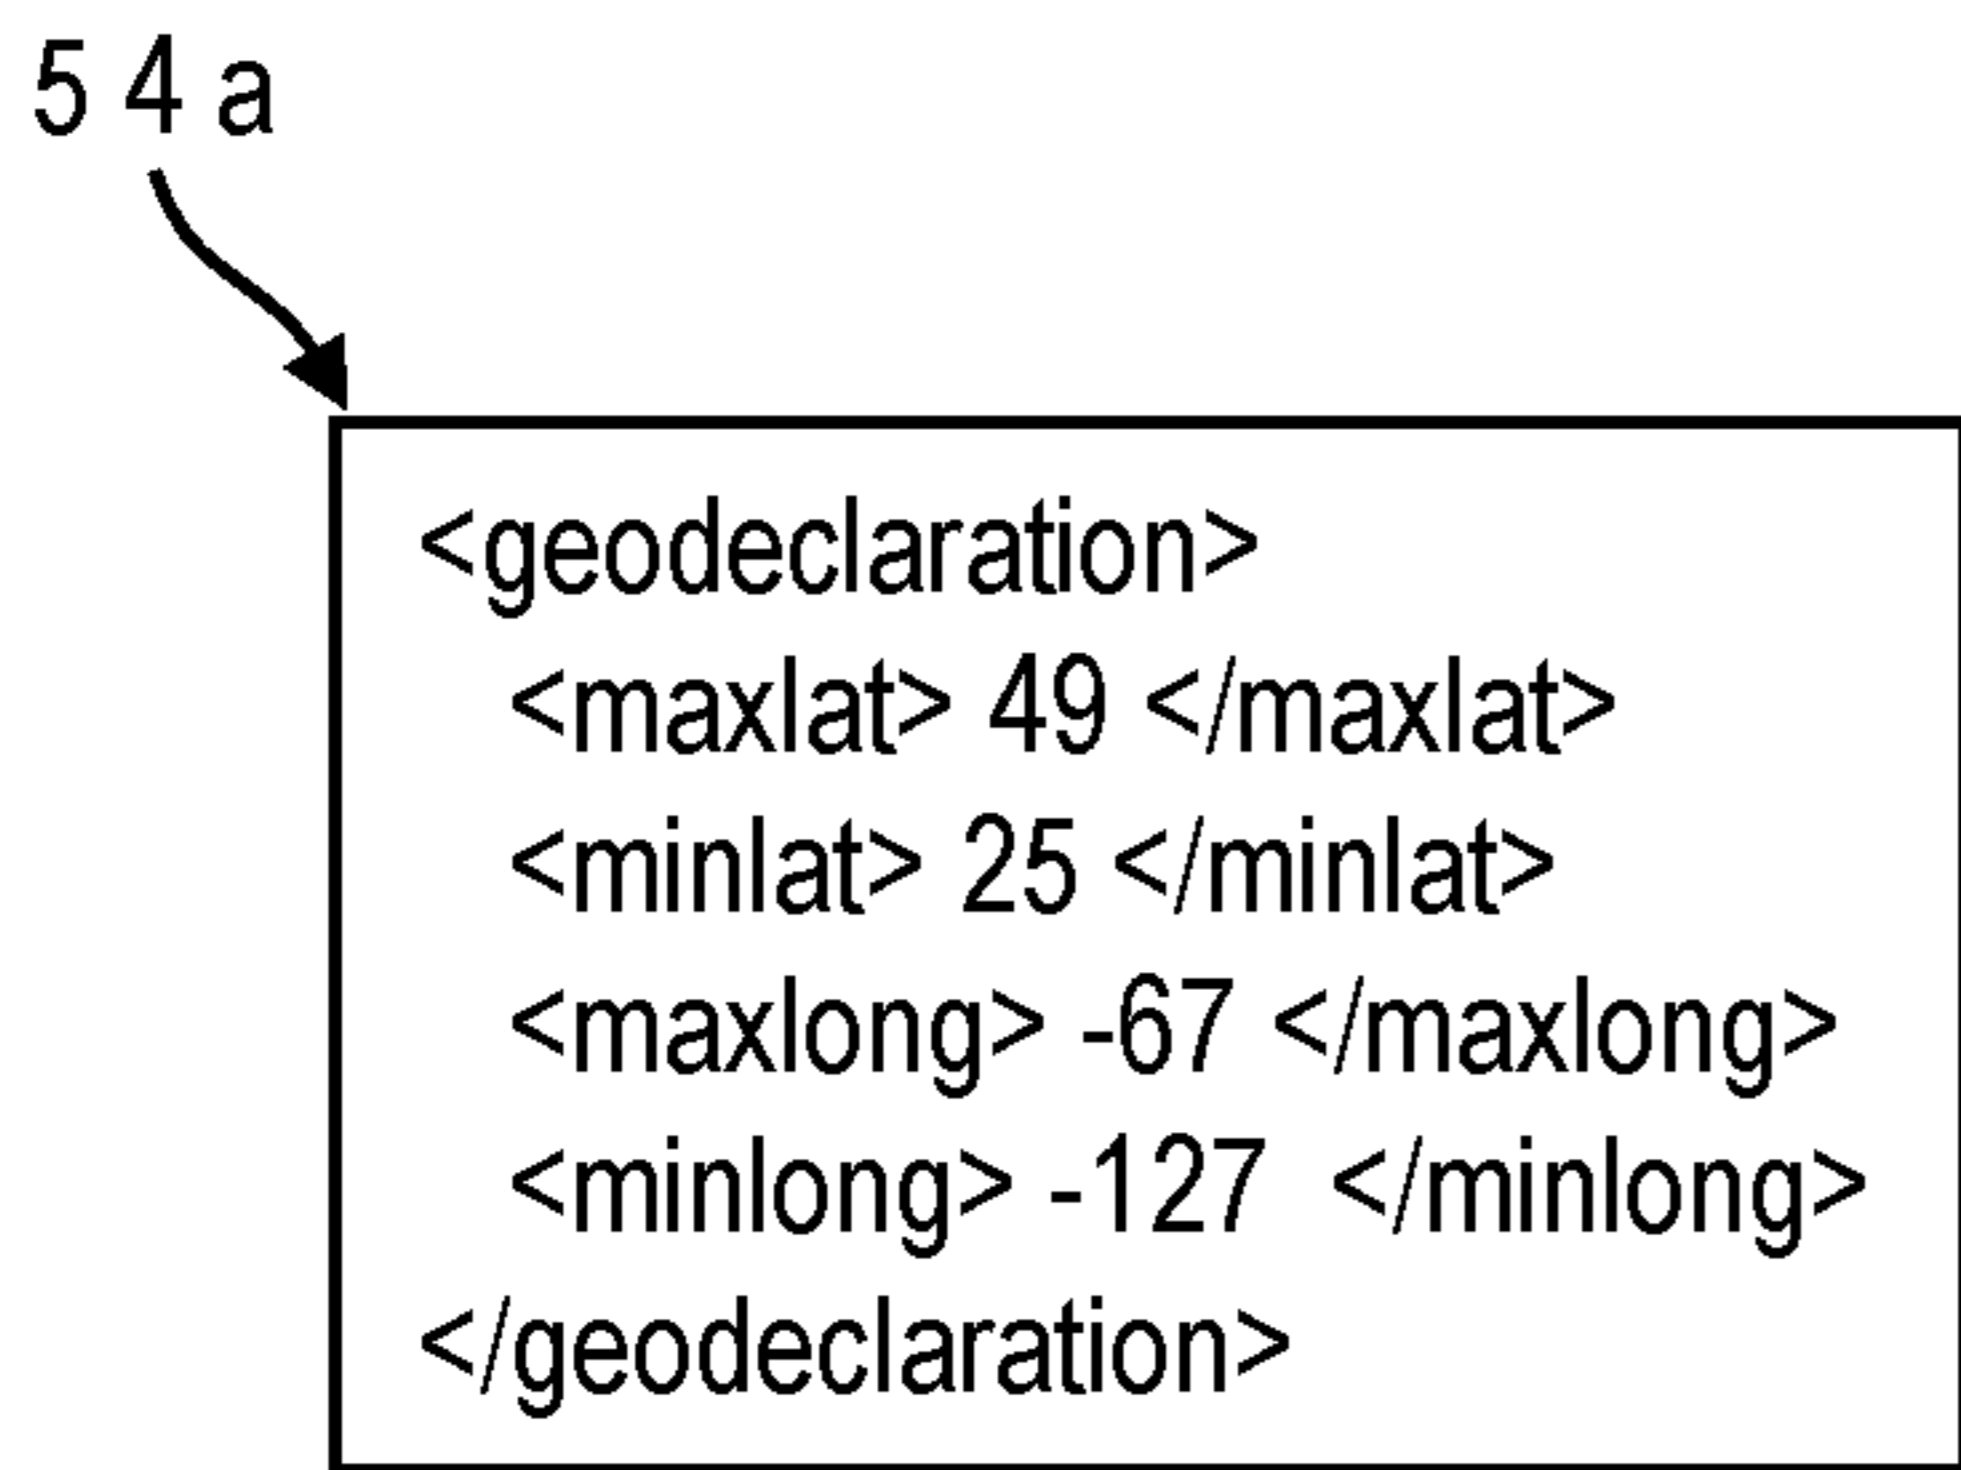 5 4 a
<geodeclaration>
<maxlat> 49 </maxlat>
<minlat> 25 </minlat>
<maxlong> -67 </maxlong>
<minlong> -127 </minlong>
</geodeclaration>